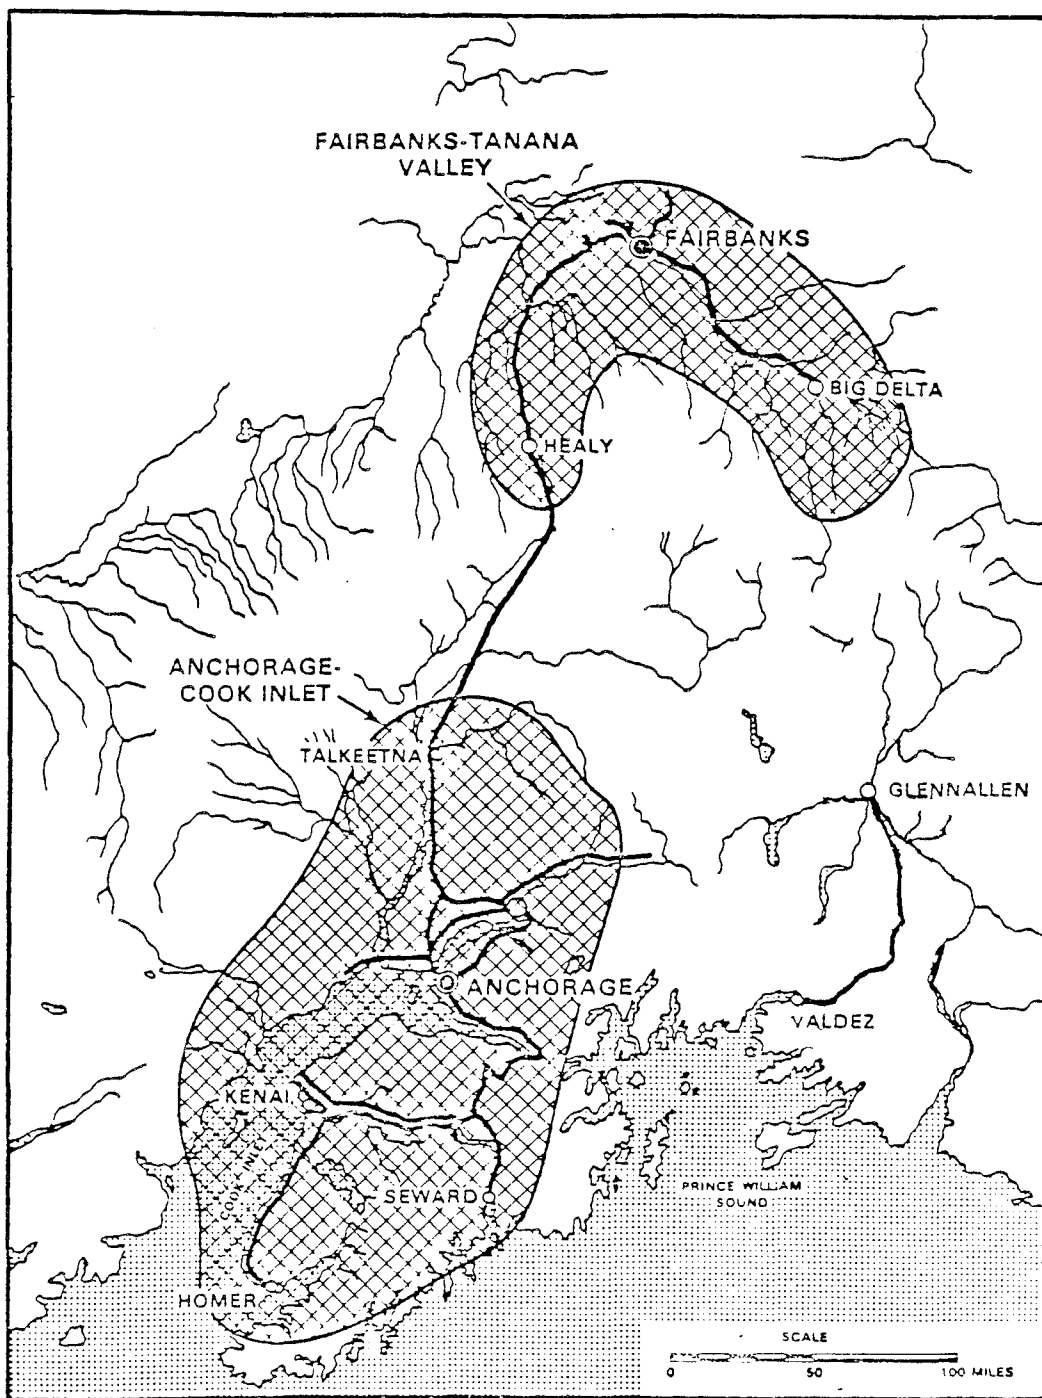 FAIRBANKS-TANANA
VALLEY
FAIRBANKS
BIG DELTA
HEALY
ANCHORAGE-
COOK INLET
TALKEETNA
GLENNALLEN
ANCHORAGE
VALDEZ
KENAI
COOK INLET
SEWARD
PRINCE WILLIAM
SOUND
HOMER
SCALE
0 50 100 MILES